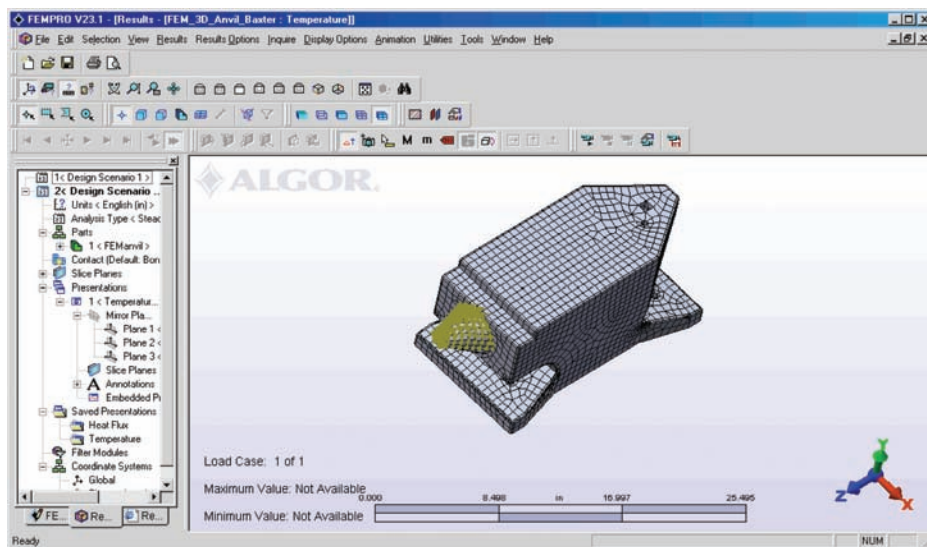 FEMPRO V23.1 - [Results - [FEM_3D_Anvil_Baxter : Temperature]]
File Edit Selection View Results Results Options Inquire Display Options Animation Utilities Tools Window Help
M m
1< Design Scenario 1 >
2< Design Scenario ..
Units < English (in) >
Analysis Type < Stead
Parts
1 < FEManvil >
Contact (Default: Bon
Slice Planes
Presentations
1 < Temperatur...
Mirror Pla...
Plane 1 <
Plane 2 <
Plane 3 <
Slice Planes
A Annotations
Embedded Pr
Saved Presentations
Heat Flux
Temperature
Filter Modules
Coordinate Systems
Global
FE... Re... Re...
ALGOR.
Load Case: 1 of 1
Maximum Value: Not Available
Minimum Value: Not Available
0.000 8.498 in 16.997 25.495
Y
Z X
Ready NUM